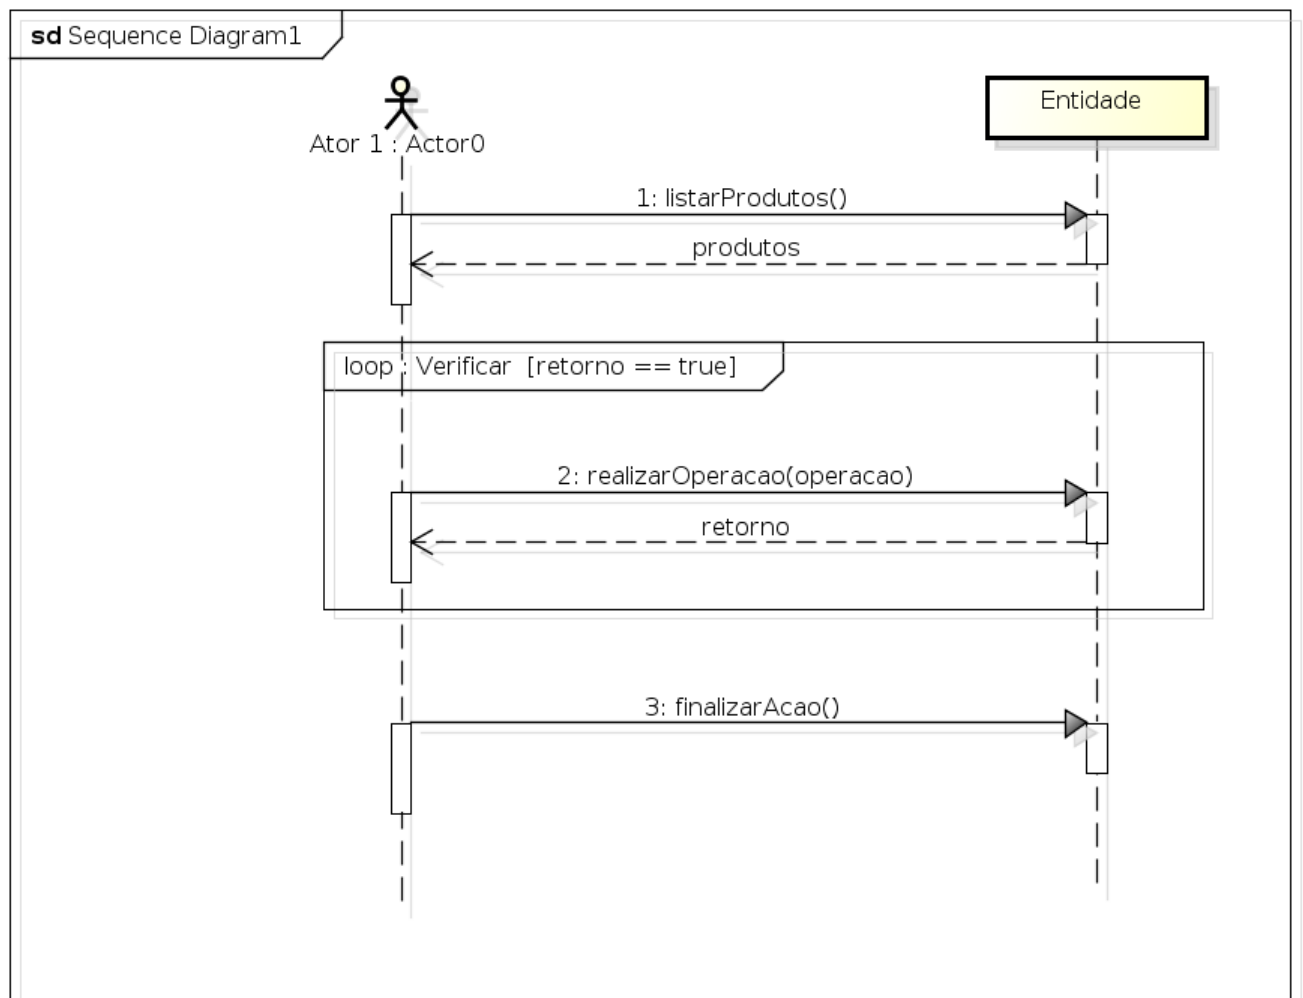 sd Sequence Diagram1
Entidade
Ator 1 : Actor0
1: listarProdutos()
produtos
loop : Verificar [retorno == true]
2: realizarOperacao(operacao)
retorno
3: finalizarAcao()